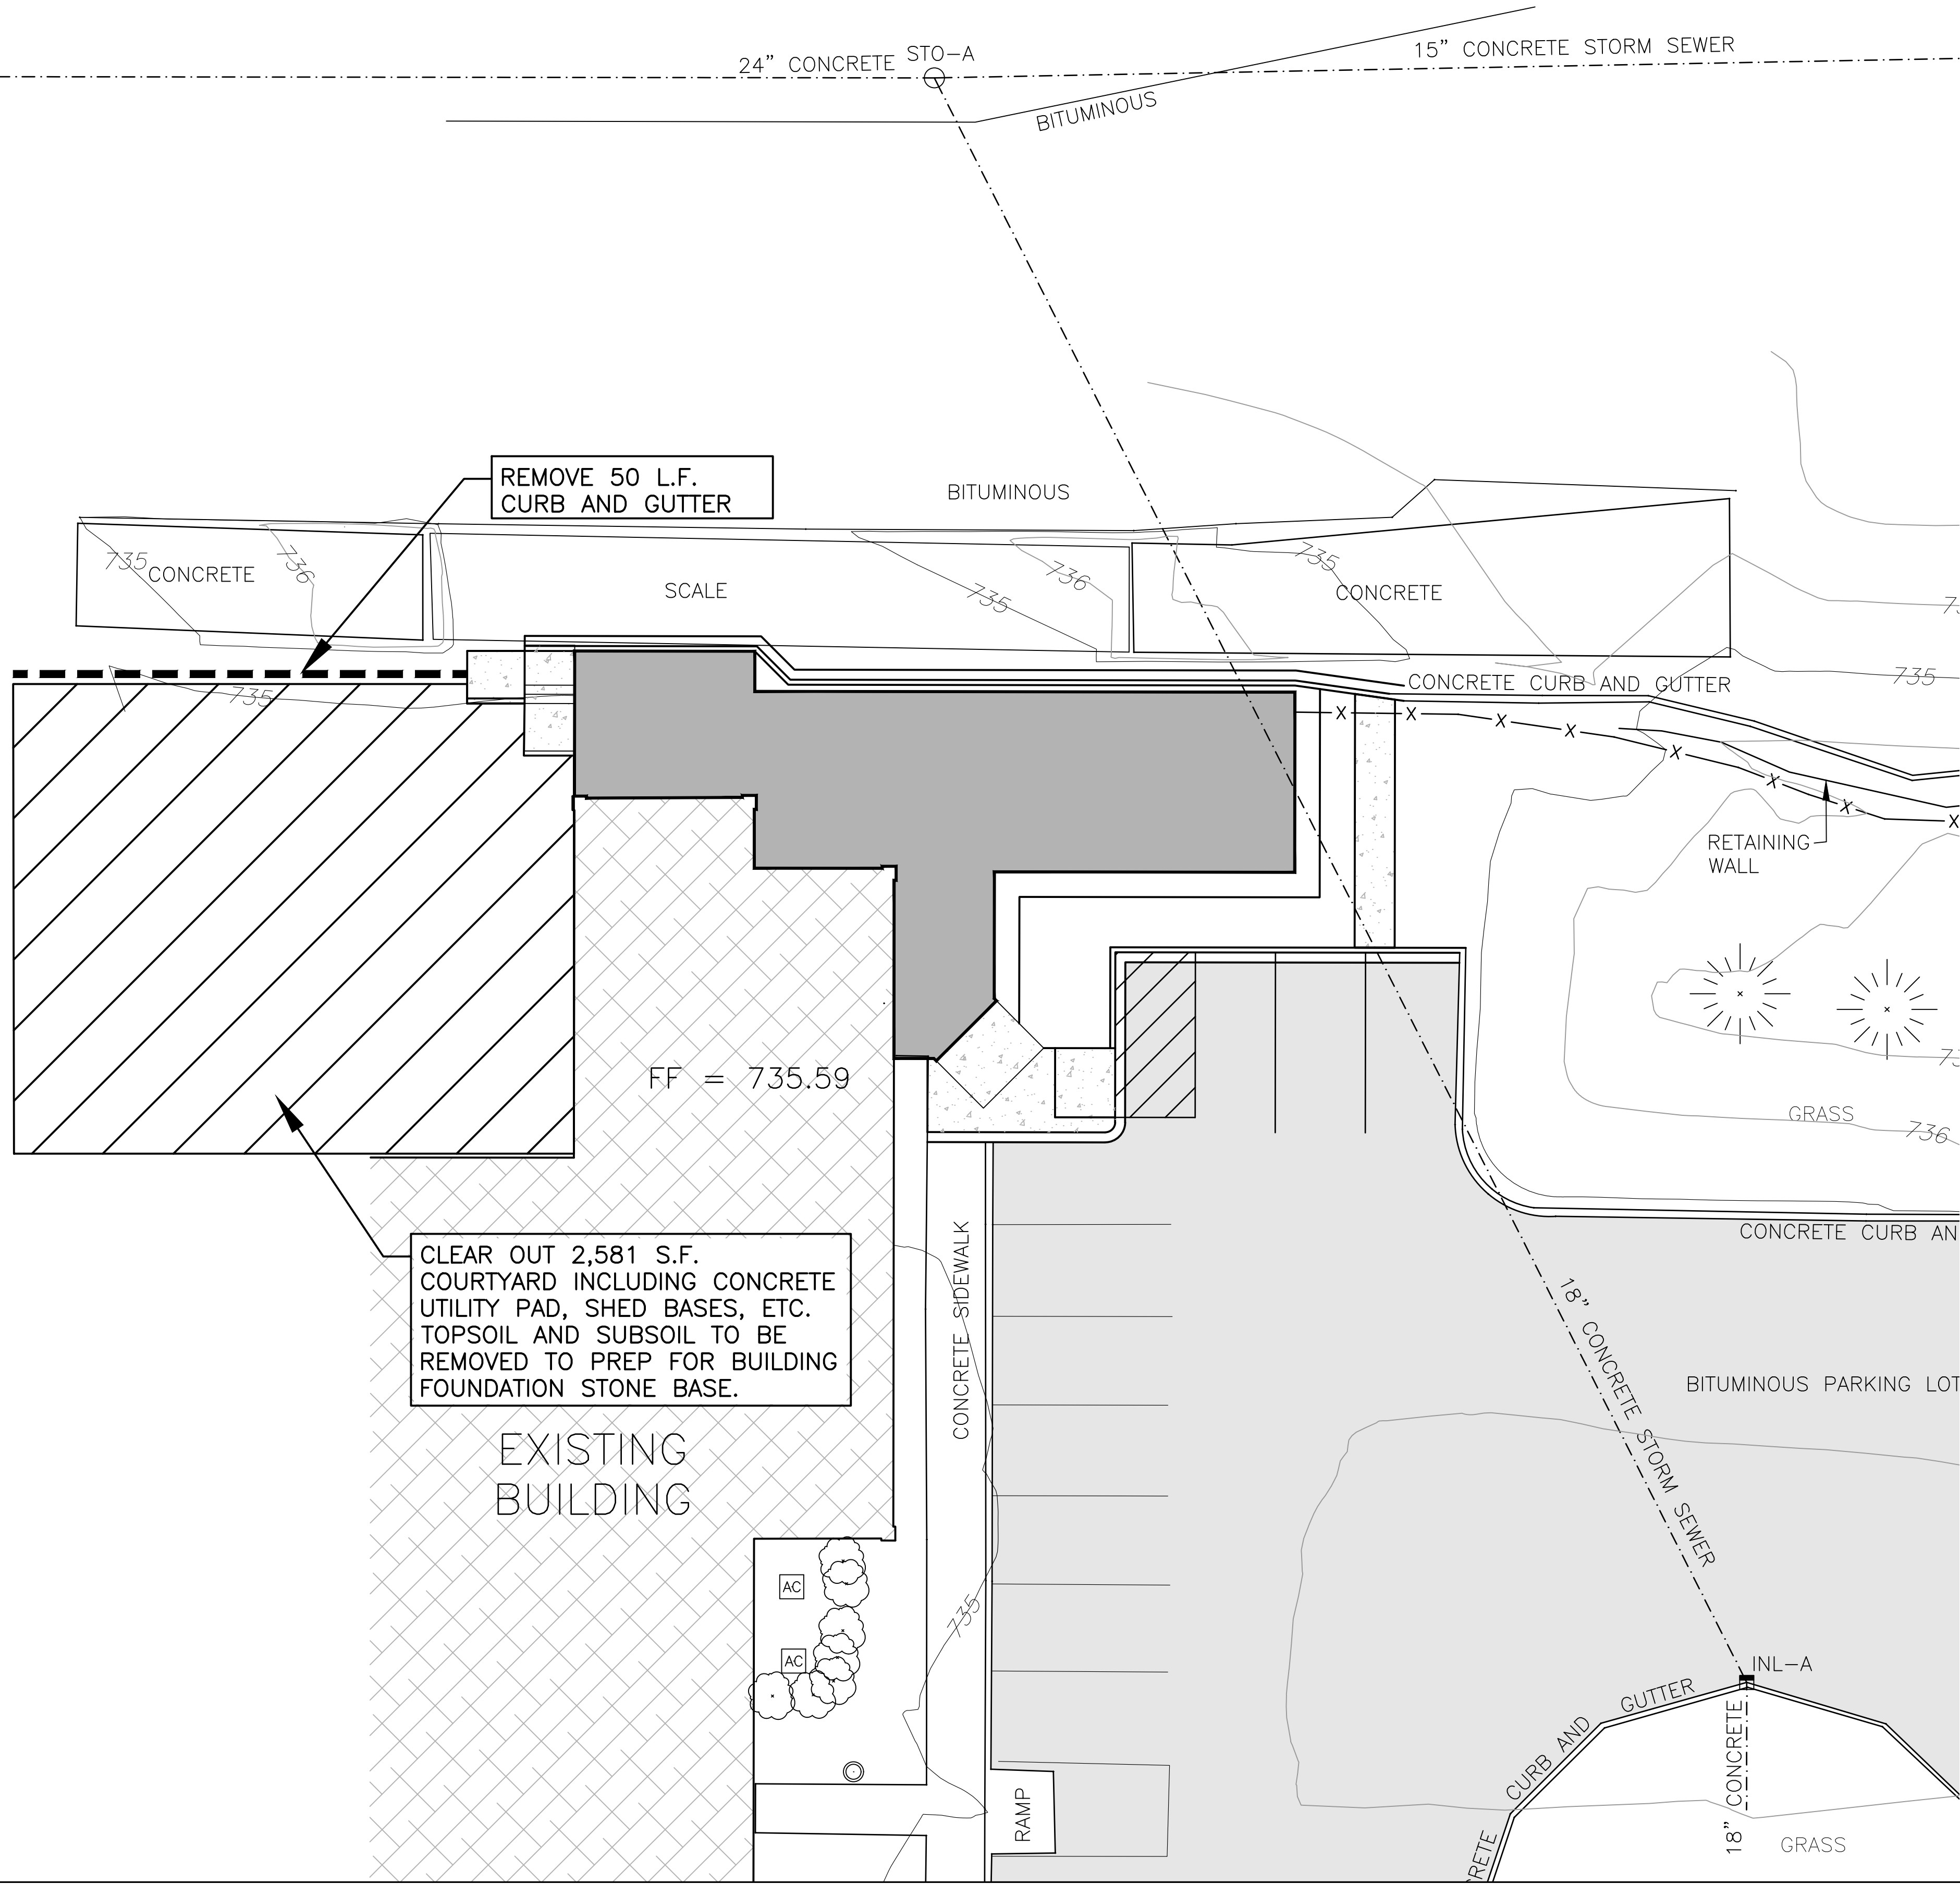 24” CONCRETE
STO-A
15” CONCRETE STORM SEWER
BITUMINOUS
REMOVE 50 L.F.
CURB AND GUTTER
BITUMINOUS
735
CONCRETE
736
SCALE
735
736
735
CONCRETE
735
735
CONCRETE CURB AND GUTTER
X
X
X
X
X
X
X
X
RETAINING
WALL
FF = 735.59
GRASS
736
CONCRETE CURB AN
CLEAR OUT 2,581 S.F.
COURTYARD INCLUDING CONCRETE
UTILITY PAD, SHED BASES, ETC.
TOPSOIL AND SUBSOIL TO BE
REMOVED TO PREP FOR BUILDING
FOUNDATION STONE BASE.
CONCRETE SIDEWALK
18” CONCRETE STORM SEWER
BITUMINOUS PARKING LOT
EXISTING
BUILDING
AC
AC
735
INL-A
CURB AND GUTTER
18” CONCRETE
RAMP
GRASS